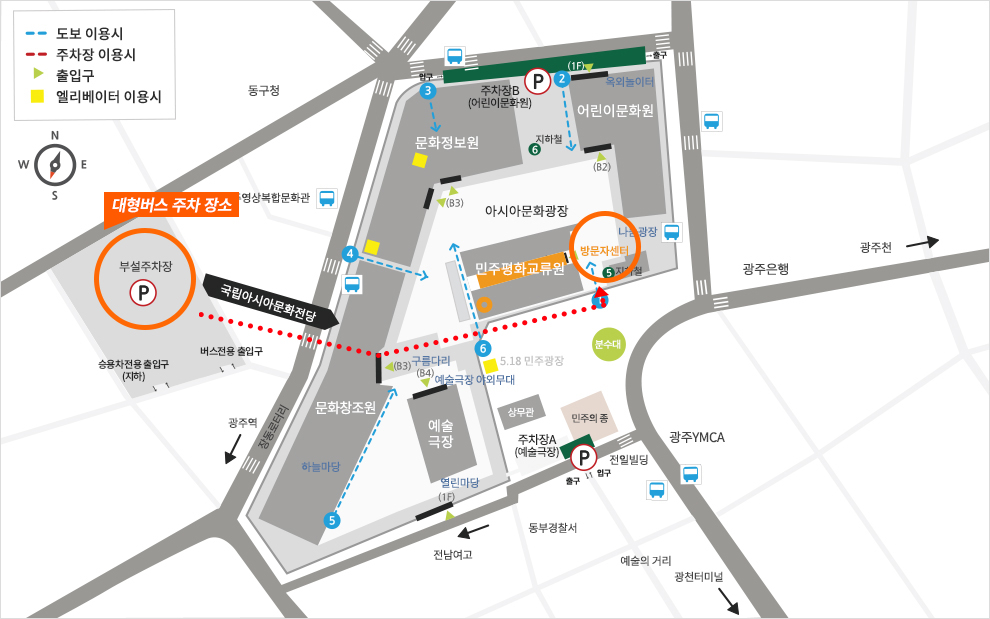 도보 이용시
주차장 이용시
출입구
엘리베이터 이용시
N
W
E
S
동구청
입구
출구
(1F)
P
2
3
주차장B
(어린이문화원)
옥외놀이터
어린이문화원
문화정보원
지하철
6
(B2)
(B3)
대형버스 주차 장소
영상복합문화관
아시아문화광장
나눔광장
4
방문자센터
광주천
부설주차장
P
민주평화교류원
5
지하철
광주은행
국립아시아문화전당
1
분수대
버스전용 출입구
승용차전용 출입구
(지하)
6
구름다리
(B3)
(B4)
5.18 민주광장
예술극장 야외무대
문화창조원
장동로터리
광주역
예술
극장
상무관
민주의 종
주차장A
(예술극장)
P
출구
입구
전일빌딩
광주YMCA
하늘마당
열린마당
(1F)
5
동부경찰서
전남여고
예술의 거리
광천터미널